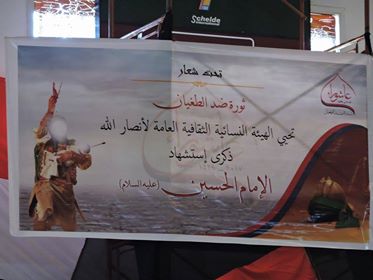 Schelde
تحت شعار
ثورة ضد الطغيان
تحيي الهيئة النسائية الثقافية العامة لأنصار الله
ذكرى إستشهاد
الإمام الحسين (عليه السلام)
عاشوراء